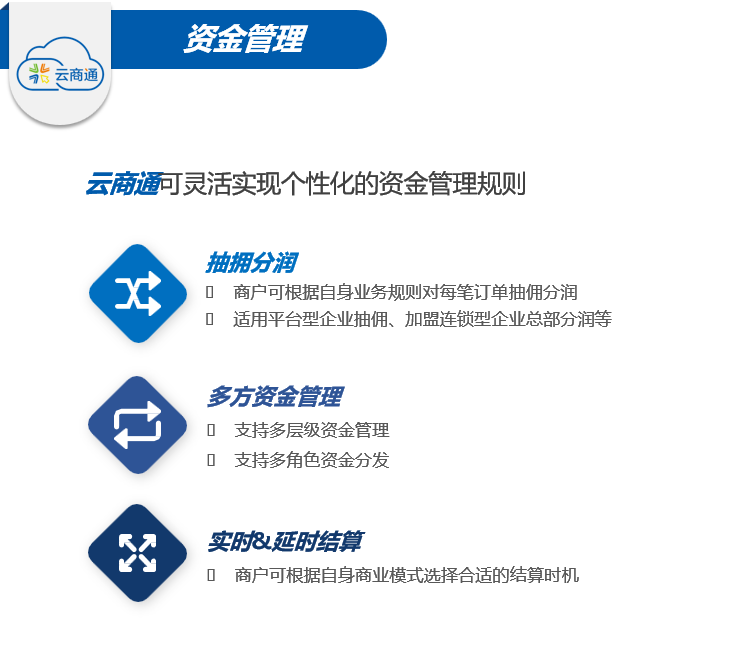 资金管理
云商通
云商通可灵活实现个性化的资金管理规则
抽拥分润
商户可根据自身业务规则对每笔订单抽佣分润
适用平台型企业抽佣、加盟连锁型企业总部分润等
多方资金管理
支持多层级资金管理
支持多角色资金分发
实时&延时结算
商户可根据自身商业模式选择合适的结算时机